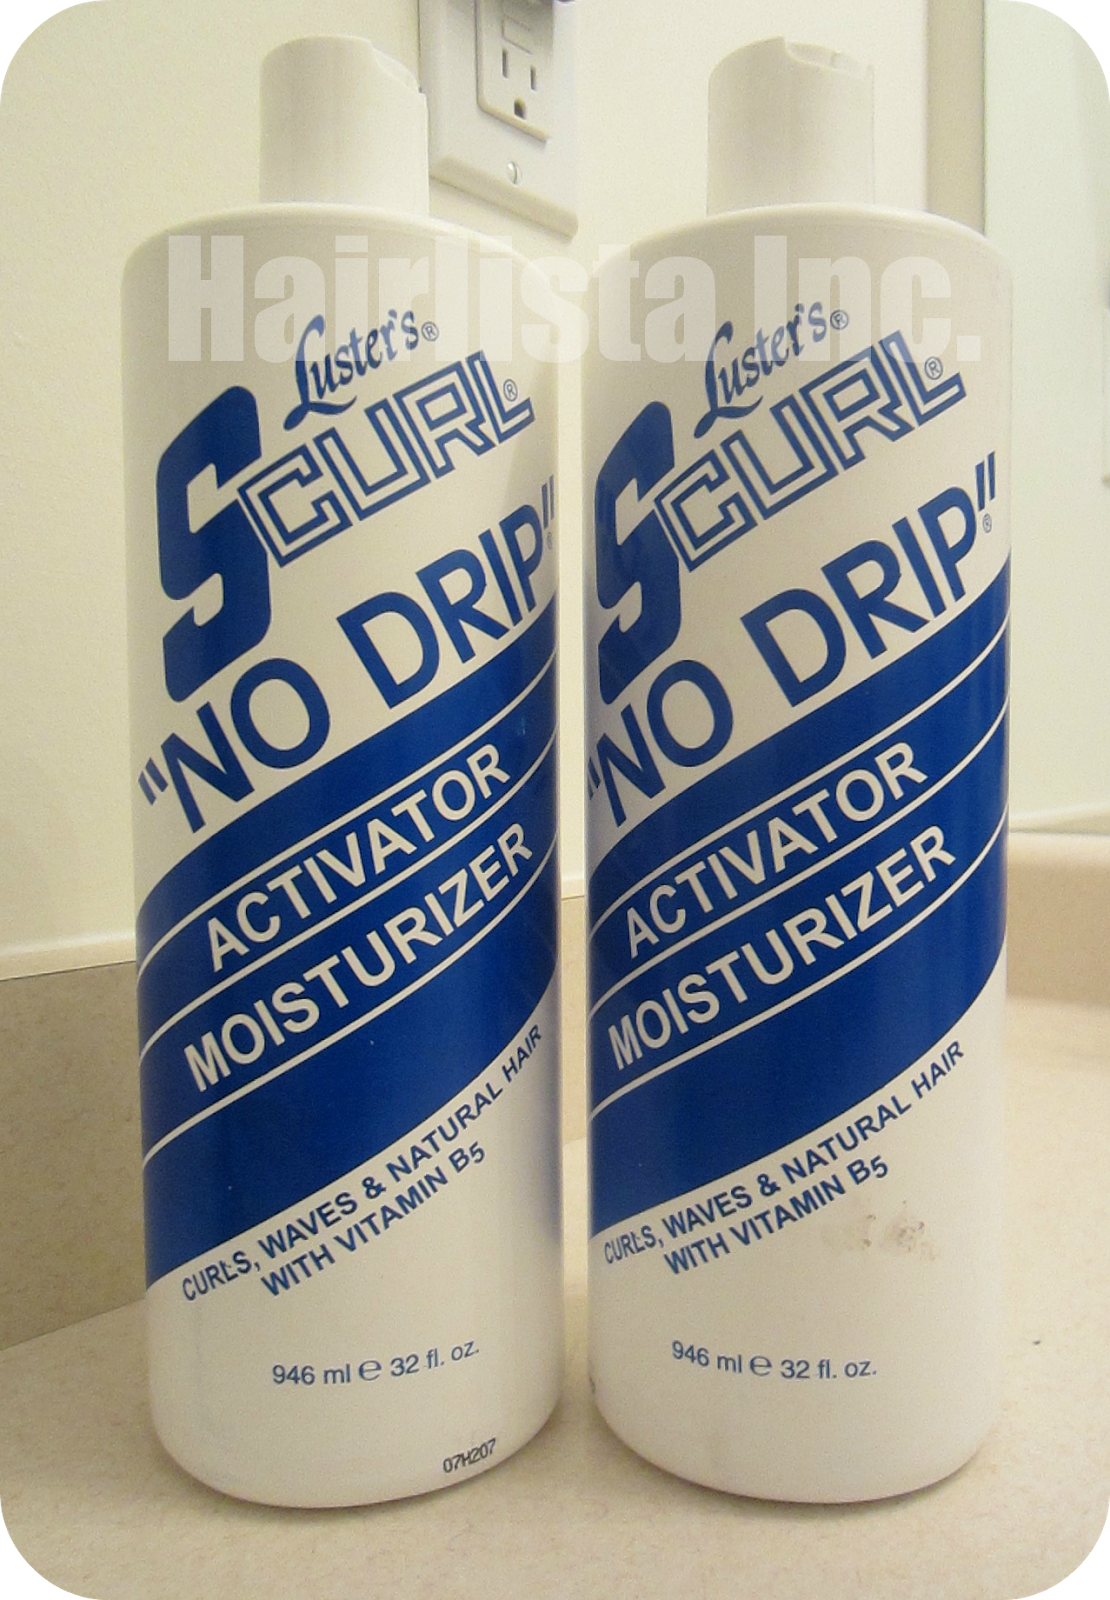 Hairlista Inc.
Luster's®
SCURL®
"NO DRIP"®
ACTIVATOR
MOISTURIZER
CURLS, WAVES & NATURAL HAIR
WITH VITAMIN B5
946 ml ℮ 32 fl. oz.
07H207
Luster's®
SCURL®
"NO DRIP"®
ACTIVATOR
MOISTURIZER
CURLS, WAVES & NATURAL HAIR
WITH VITAMIN B5
946 ml ℮ 32 fl. oz.